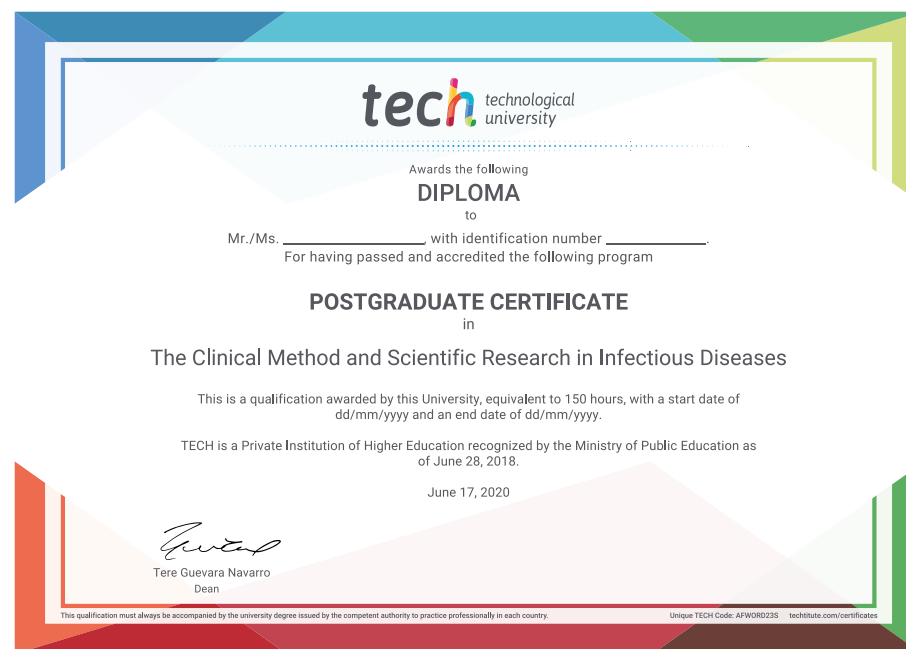 tech technological
university
Awards the following
DIPLOMA
to
Mr./Ms. ____________________, with identification number ______________.
For having passed and accredited the following program
POSTGRADUATE CERTIFICATE
in
The Clinical Method and Scientific Research in Infectious Diseases
This is a qualification awarded by this University, equivalent to 150 hours, with a start date of
dd/mm/yyyy and an end date of dd/mm/yyyy.
TECH is a Private Institution of Higher Education recognized by the Ministry of Public Education as
of June 28, 2018.
June 17, 2020
Tere Guevara Navarro
Dean
This qualification must always be accompanied by the university degree issued by the competent authority to practice professionally in each country.
Unique TECH Code: AFWORD23S techtitute.com/certificates